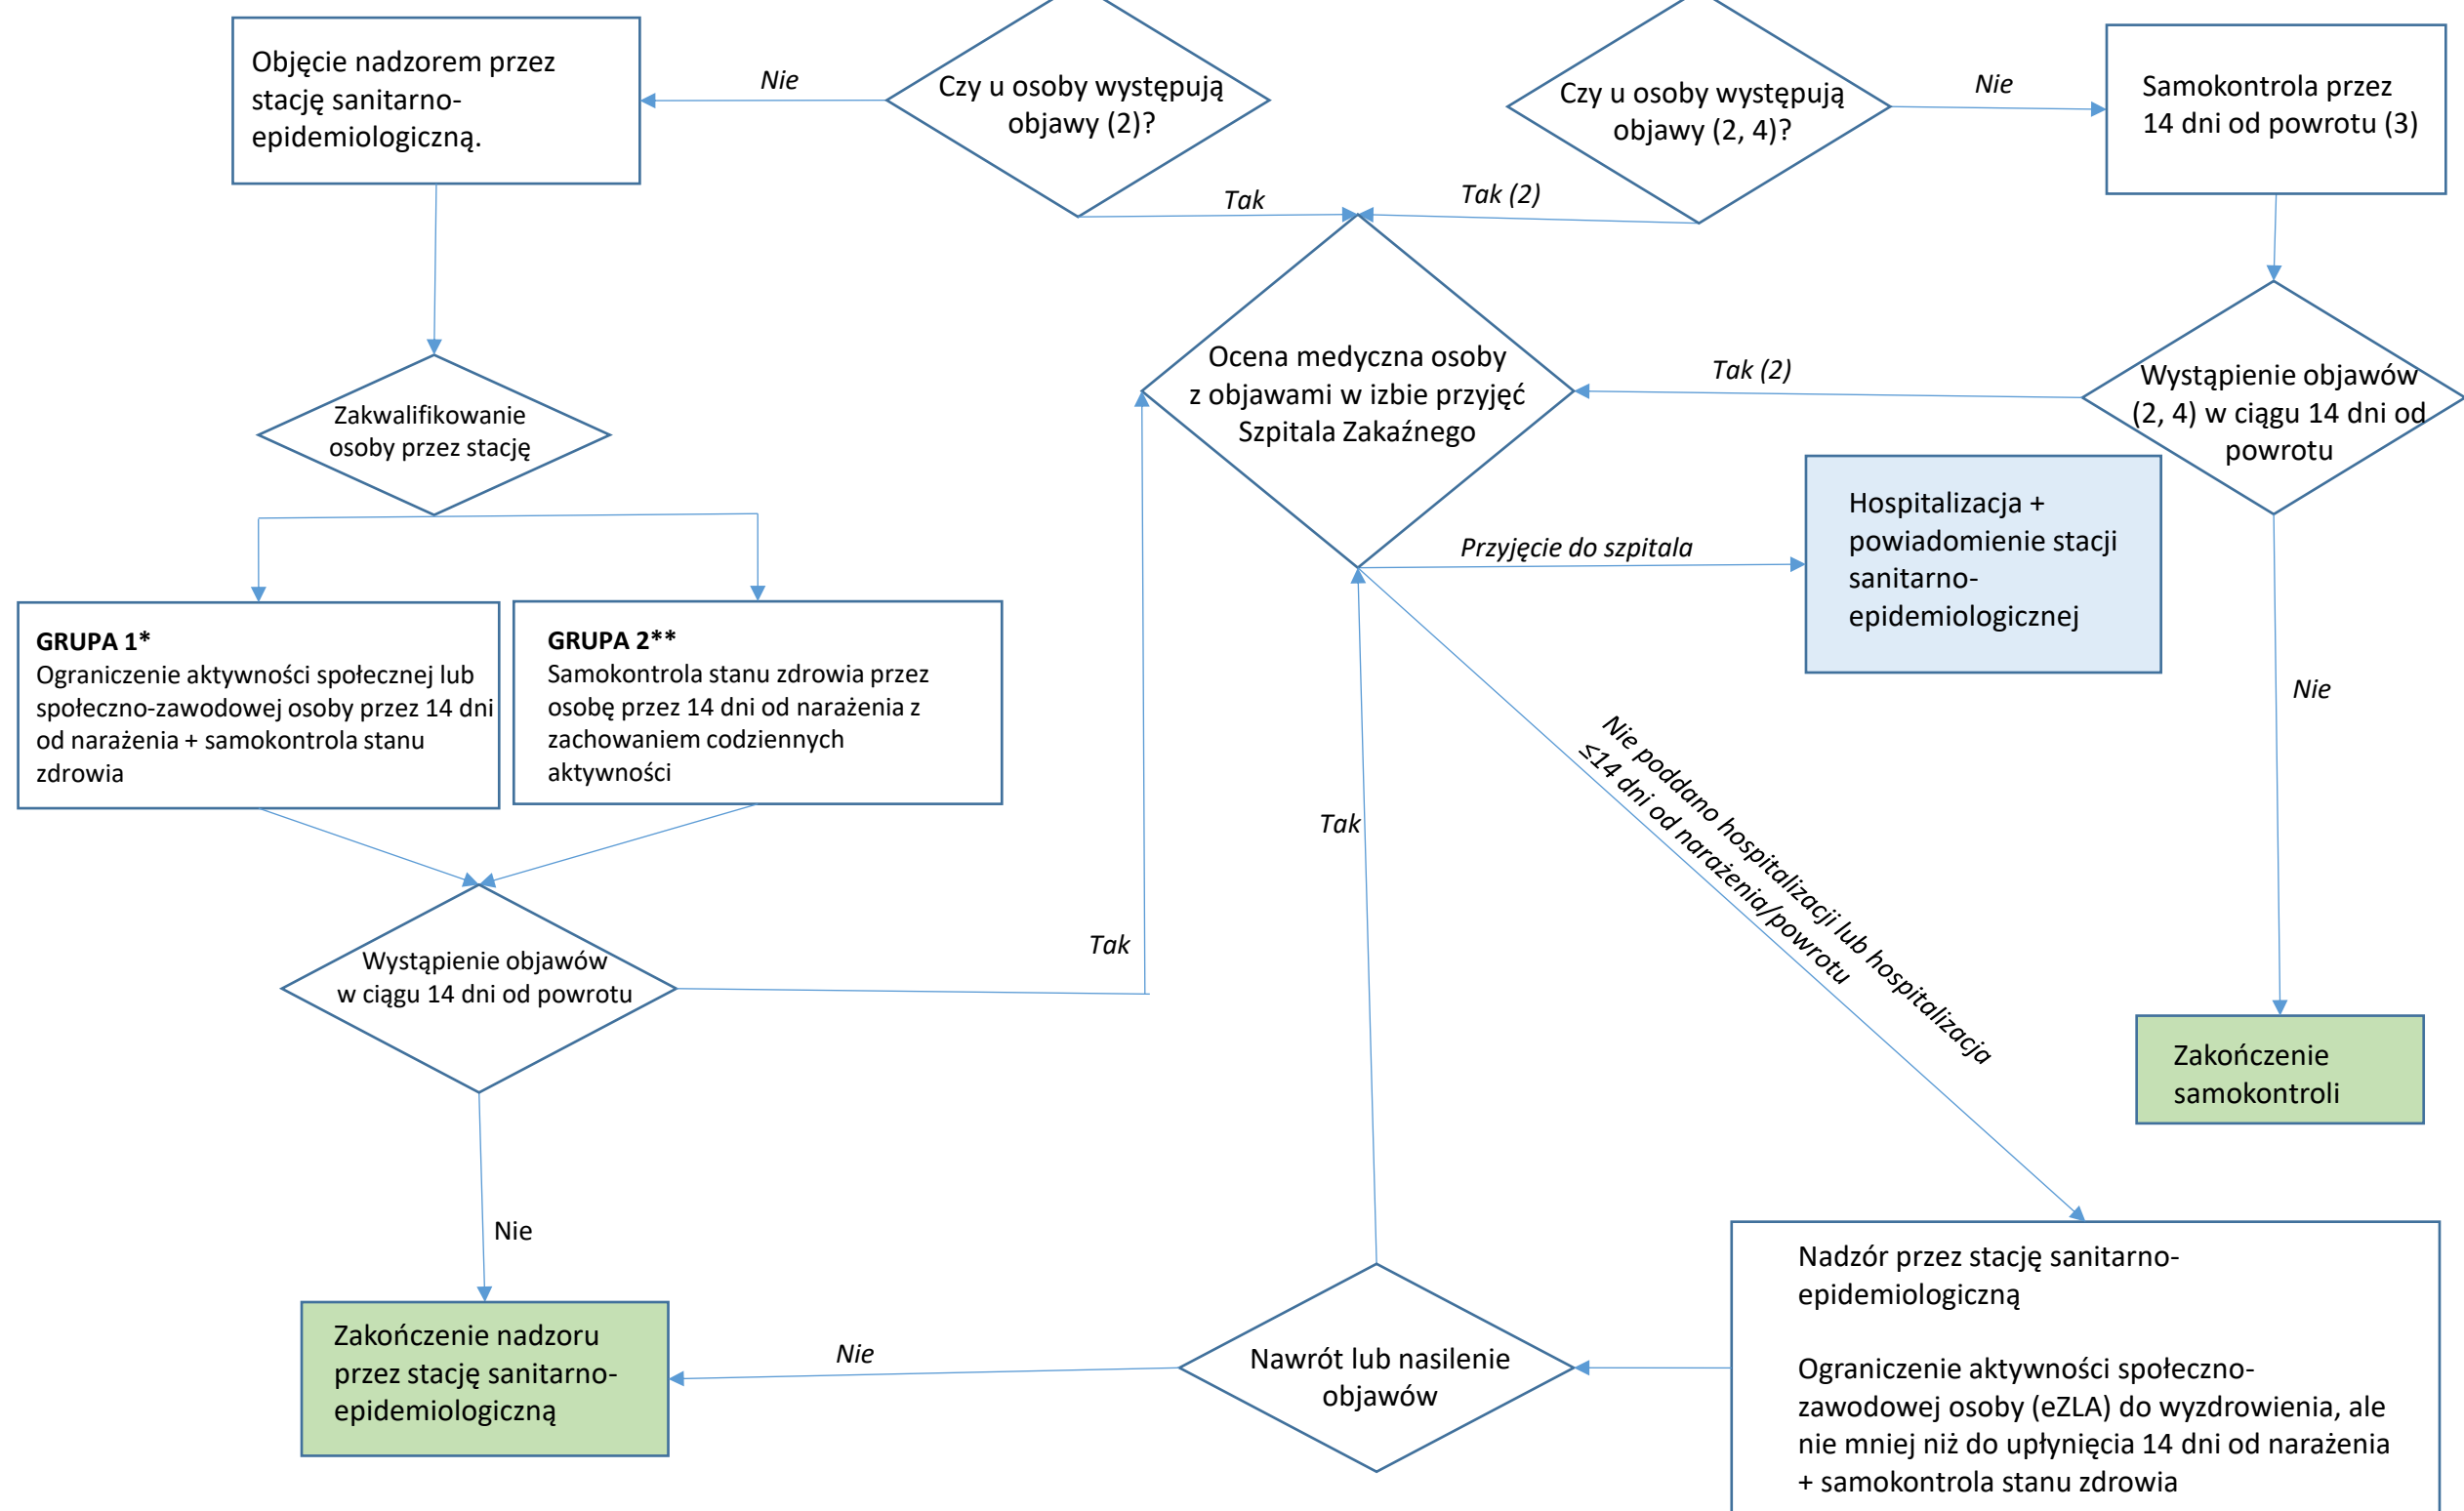 Objęcie nadzorem przez
stację sanitarno-
epidemiologiczną.
Nie
Czy u osoby występują
objawy (2)?
Czy u osoby występują
objawy (2, 4)?
Nie
Samokontrola przez
14 dni od powrotu (3)
Tak
Tak (2)
Zakwalifikowanie
osoby przez stację
Ocena medyczna osoby
z objawami w izbie przyjęć
Szpitala Zakaźnego
Tak (2)
Wystąpienie objawów
(2, 4) w ciągu 14 dni od
powrotu
Przyjęcie do szpitala
Hospitalizacja +
powiadomienie stacji
sanitarno-
epidemiologicznej
GRUPA 1*
Ograniczenie aktywności społecznej lub
społeczno-zawodowej osoby przez 14 dni
od narażenia + samokontrola stanu
zdrowia
GRUPA 2**
Samokontrola stanu zdrowia przez
osobę przez 14 dni od narażenia z
zachowaniem codziennych
aktywności
Nie
Nie poddano hospitalizacji lub hospitalizacja
≤14 dni od narażenia/powrotu
Tak
Tak
Wystąpienie objawów
w ciągu 14 dni od powrotu
Zakończenie
samokontroli
Nie
Zakończenie nadzoru
przez stację sanitarno-
epidemiologiczną
Nie
Nawrót lub nasilenie
objawów
Nadzór przez stację sanitarno-
epidemiologiczną
Ograniczenie aktywności społeczno-
zawodowej osoby (eZLA) do wyzdrowienia, ale
nie mniej niż do upłynięcia 14 dni od narażenia
+ samokontrola stanu zdrowia